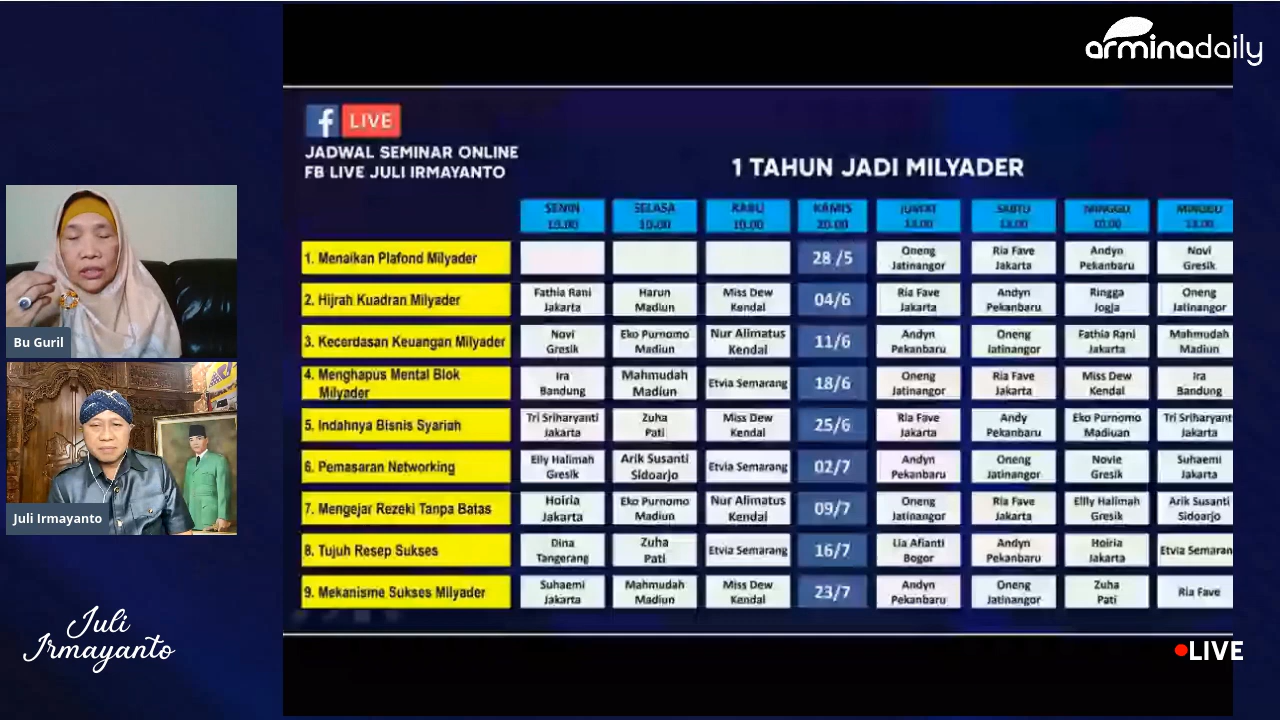 arminadaily
f LIVE
JADWAL SEMINAR ONLINE
FB LIVE JULI IRMAYANTO
1 TAHUN JADI MILYADER
SENIN SELASA RABU KAMIS JUMAT SABTU MINGGU MINGGU
10.00 10.00 20.00 10.00
1. Menaikan Plafond Milyader 28 /5 Oneng Ria Fave Andyn Novi
Jatinangor Jakarta Pekanbaru Gresik
2. Hijrah Kuadran Milyader Fathia Rani Harun Miss Dew 04/6 Ria Fave Andyn Ringga Oneng
Jakarta Madiun Kendal Jakarta Pekanbaru Jogja Jatinangor
3. Kecerdasan Keuangan Milyader Novi Eko Purnomo Nur Alimatus 11/6 Andyn Oneng Fathia Rani Mahmudah
Gresik Madiun Kendal Pekanbaru Jatinangor Jakarta Madiun
4. Menghapus Mental Blok Ira Mahmudah Etvia Semarang 18/6 Oneng Ria Fave Miss Dew Ira
Milyader Bandung Madiun Jatinangor Jakarta Kendal Bandung
5. Indahnya Bisnis Syariah Tri Sriharyanti Zuha Miss Dew 25/6 Ria Fave Andy Eko Purnomo Tri Sriharyant
Jakarta Pati Kendal Jakarta Pekanbaru Madiuan Jakarta
6. Pemasaran Networking Elly Halimah Arik Susanti Etvia Semarang 02/7 Andyn Oneng Novie Suhaemi
Gresik Sidoarjo Pekanbaru Jatinangor Gresik Jakarta
7. Mengejar Rezeki Tanpa Batas Hoiria Eko Purnomo Nur Alimatus 09/7 Oneng Ria Fave Ellly Halimah Arik Susanti
Jakarta Madiun Kendal Jatinangor Jakarta Gresik Sidoarjo
8. Tujuh Resep Sukses Dina Zuha Etvia Semarang 16/7 Lia Afianti Andyn Hoiria Etvia Semaran
Tangerang Pati Bogor Pekanbaru Jakarta
9. Mekanisme Sukses Milyader Suhaemi Mahmudah Miss Dew 23/7 Andyn Oneng Zuha Ria Fave
Jakarta Madiun Kendal Pekanbaru Jatinangor Pati
Bu Guril
Juli Irmayanto
Juli
Irmayanto
LIVE